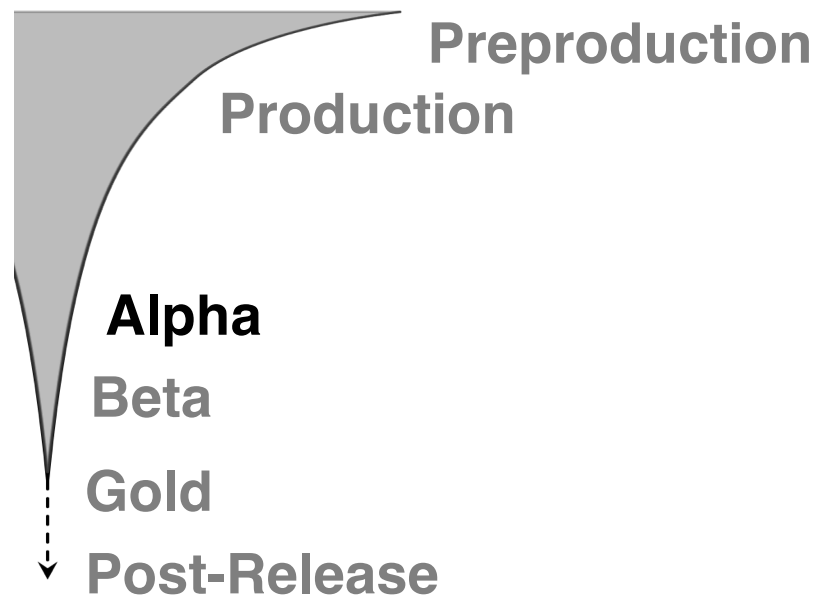 Preproduction
Production
Alpha
Beta
Gold
Post-Release